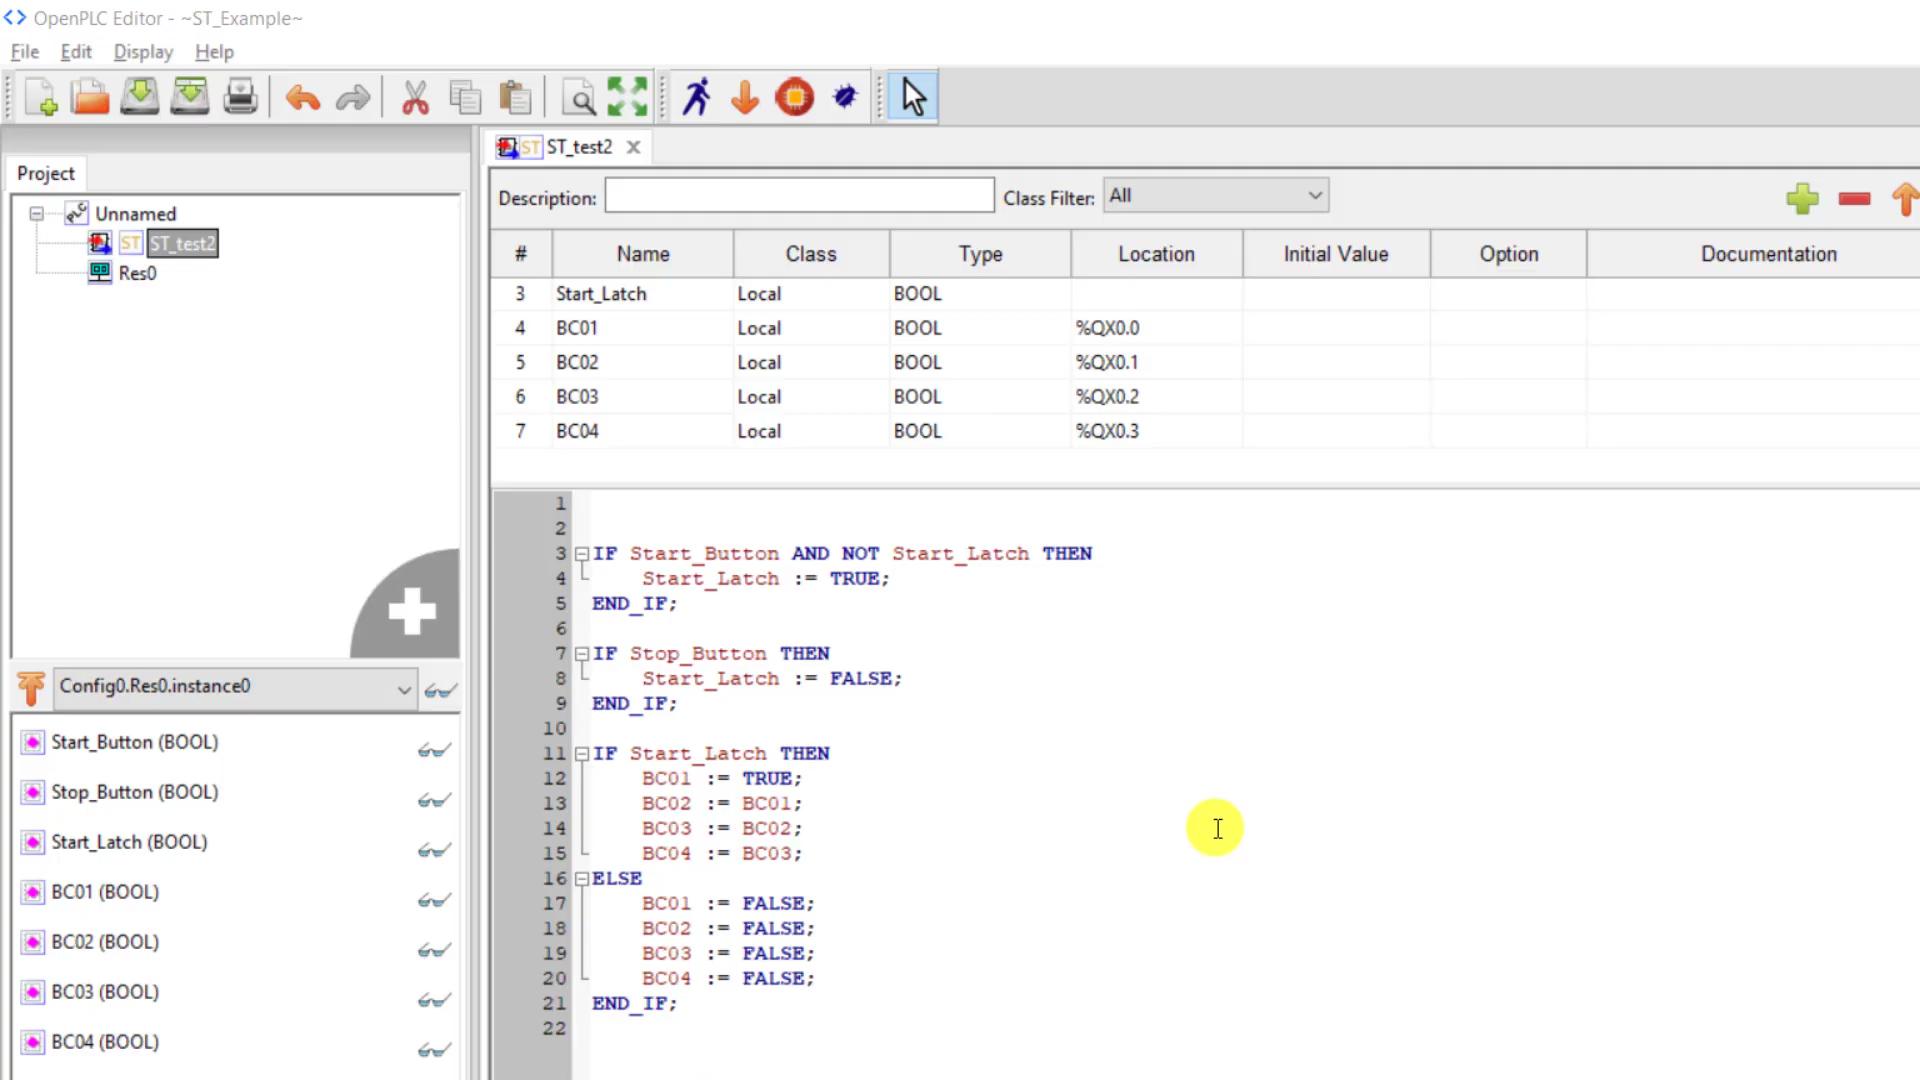 OpenPLC Editor - ~ST_Example~
File Edit Display Help
Project
Unnamed
ST ST_test2
Res0
Config0.Res0.instance0
Start_Button (BOOL)
Stop_Button (BOOL)
Start_Latch (BOOL)
BC01 (BOOL)
BC02 (BOOL)
BC03 (BOOL)
BC04 (BOOL)
ST ST_test2
Description: Class Filter: All
# Name Class Type Location Initial Value Option Documentation
3 Start_Latch Local BOOL
4 BC01 Local BOOL %QX0.0
5 BC02 Local BOOL %QX0.1
6 BC03 Local BOOL %QX0.2
7 BC04 Local BOOL %QX0.3
1
2
3 IF Start_Button AND NOT Start_Latch THEN
4 Start_Latch := TRUE;
5 END_IF;
6
7 IF Stop_Button THEN
8 Start_Latch := FALSE;
9 END_IF;
10
11 IF Start_Latch THEN
12 BC01 := TRUE;
13 BC02 := BC01;
14 BC03 := BC02;
15 BC04 := BC03;
16 ELSE
17 BC01 := FALSE;
18 BC02 := FALSE;
19 BC03 := FALSE;
20 BC04 := FALSE;
21 END_IF;
22